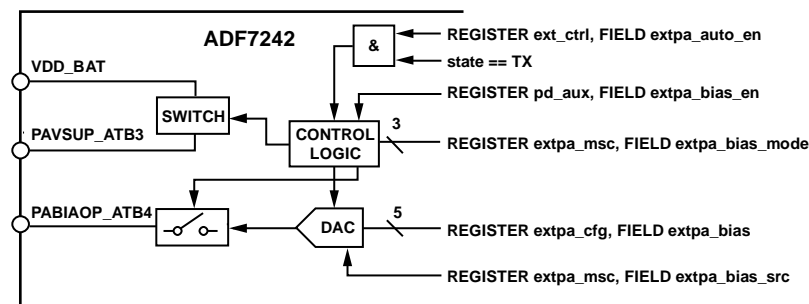 ADF7242
REGISTER ext_ctrl, FIELD extpa_auto_en
&
VDD_BAT
state == TX
REGISTER pd_aux, FIELD extpa_bias_en
SWITCH
CONTROL
LOGIC
3
PAVSUP_ATB3
REGISTER extpa_msc, FIELD extpa_bias_mode
PABIAOP_ATB4
DAC
5
REGISTER extpa_cfg, FIELD extpa_bias
REGISTER extpa_msc, FIELD extpa_bias_src